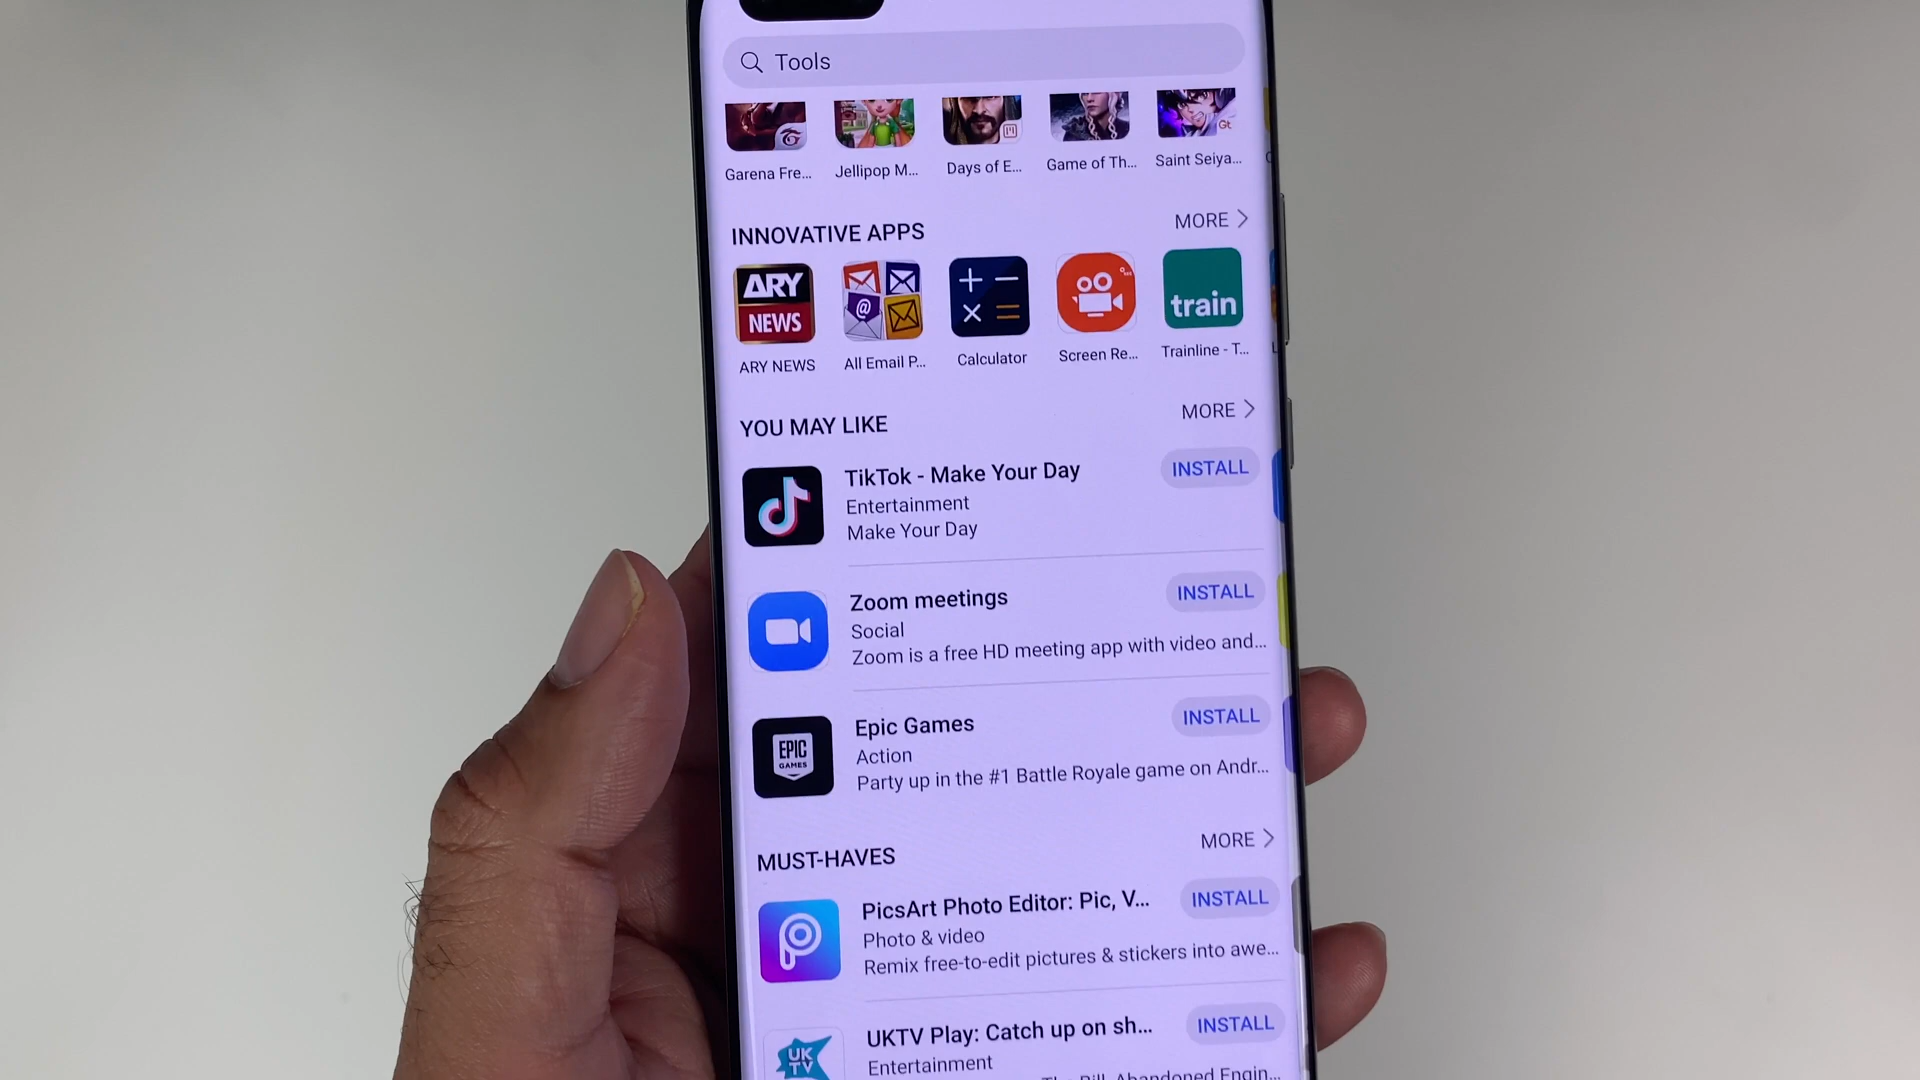 Tools
Garena Fre...
Jellipop M...
Days of E...
Game of Th...
Saint Seiya...
Gt
INNOVATIVE APPS
MORE
ARY
NEWS
@
train
ARY NEWS
All Email P...
Calculator
Screen Re...
Trainline - T...
YOU MAY LIKE
MORE
TikTok - Make Your Day
INSTALL
Entertainment
Make Your Day
Zoom meetings
INSTALL
Social
Zoom is a free HD meeting app with video and...
EPIC
GAMES
Epic Games
INSTALL
Action
Party up in the #1 Battle Royale game on Andr...
MUST-HAVES
MORE
PicsArt Photo Editor: Pic, V...
INSTALL
Photo & video
Remix free-to-edit pictures & stickers into awe...
UK
TV
UKTV Play: Catch up on sh...
INSTALL
Entertainment
The Bill, Abandoned Engin...